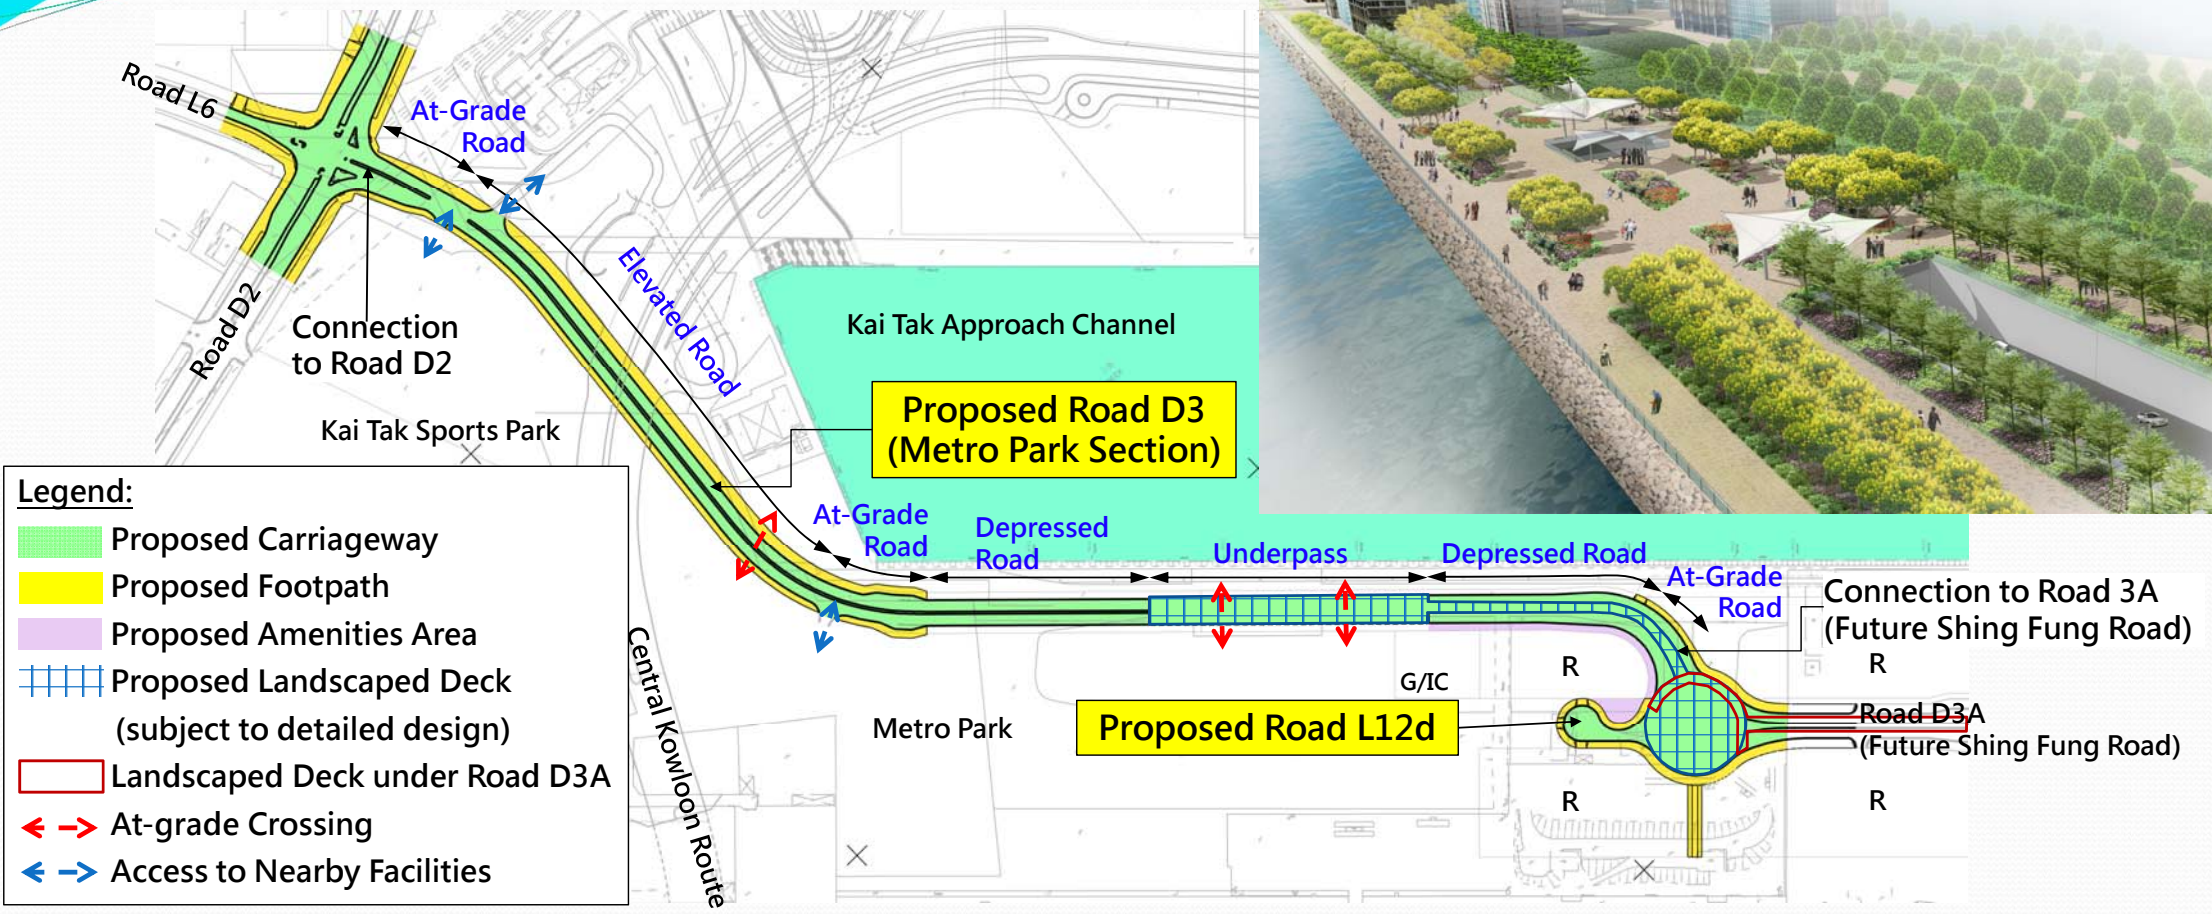 Road L6
At-Grade
Road
Elevated Road
Road D2
Connection
to Road D2
Kai Tak Approach Channel
Kai Tak Sports Park
Proposed Road D3
(Metro Park Section)
At-Grade
Road
Depressed
Road
Underpass
Depressed Road
At-Grade
Road
Connection to Road 3A
(Future Shing Fung Road)
Legend:
Proposed Carriageway
Proposed Footpath
Proposed Amenities Area
Proposed Landscaped Deck
(subject to detailed design)
Landscaped Deck under Road D3A
At-grade Crossing
Access to Nearby Facilities
Central Kowloon Route
Metro Park
G/IC
R
R
Proposed Road L12d
Road D3A
(Future Shing Fung Road)
R
R